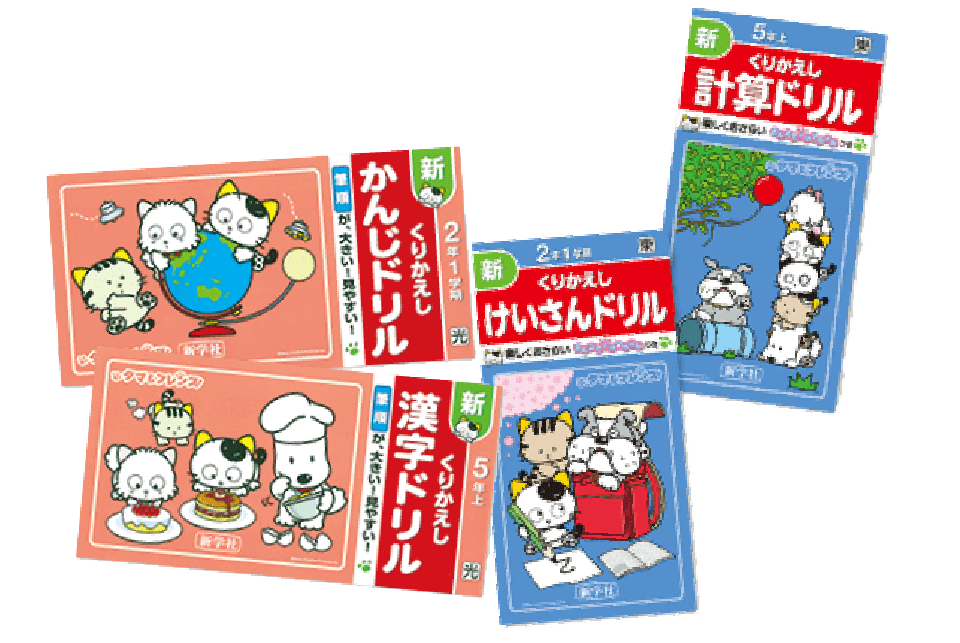 新
5年上
東
くりかえし
計算ドリル
楽しくおさらい
タマ&フレンズ
新学社
新
2年1学期
光
くりかえし
かんじドリル
筆順が、大きい!見やすい!
新学社
新
2年1学期
東
くりかえし
けいさんドリル
楽しくおさらい
タマ&フレンズ
新学社
新
5年上
光
くりかえし
漢字ドリル
筆順が、大きい!見やすい!
タマ&フレンズ
新学社